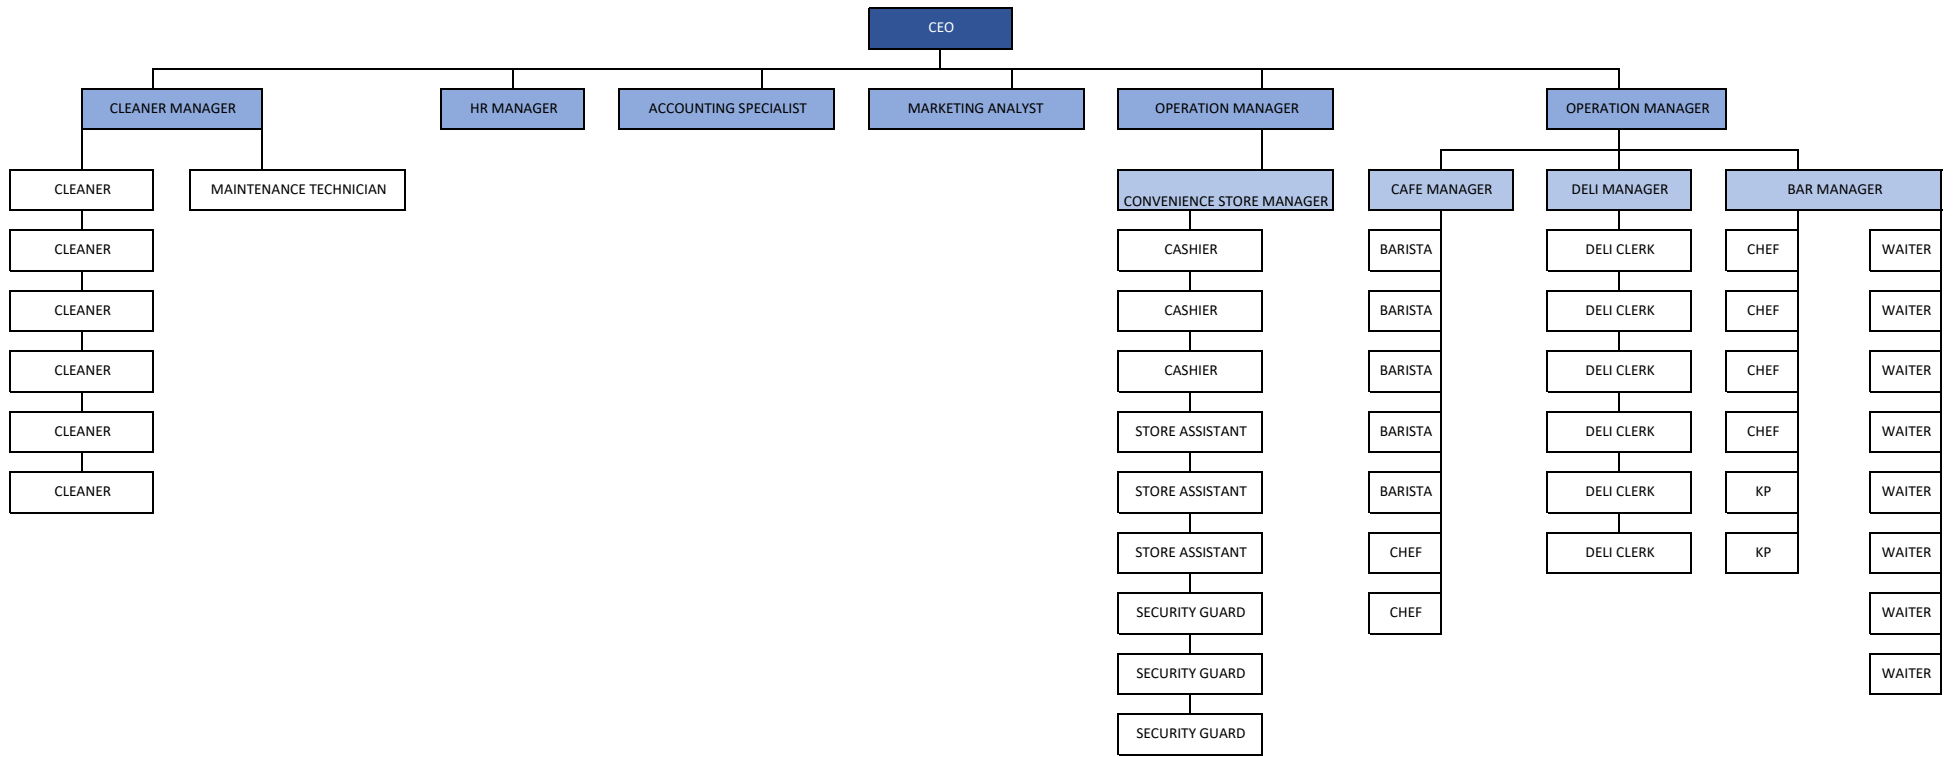 CEO
CLEANER MANAGER
HR MANAGER
ACCOUNTING SPECIALIST
MARKETING ANALYST
OPERATION MANAGER
OPERATION MANAGER
CLEANER
MAINTENANCE TECHNICIAN
CONVENIENCE STORE MANAGER
CAFE MANAGER
DELI MANAGER
BAR MANAGER
CLEANER
CASHIER
BARISTA
DELI CLERK
CHEF
WAITER
CLEANER
CASHIER
BARISTA
DELI CLERK
CHEF
WAITER
CLEANER
CASHIER
BARISTA
DELI CLERK
CHEF
WAITER
CLEANER
STORE ASSISTANT
BARISTA
DELI CLERK
CHEF
WAITER
CLEANER
STORE ASSISTANT
BARISTA
DELI CLERK
KP
WAITER
STORE ASSISTANT
CHEF
DELI CLERK
KP
WAITER
SECURITY GUARD
CHEF
WAITER
SECURITY GUARD
WAITER
SECURITY GUARD